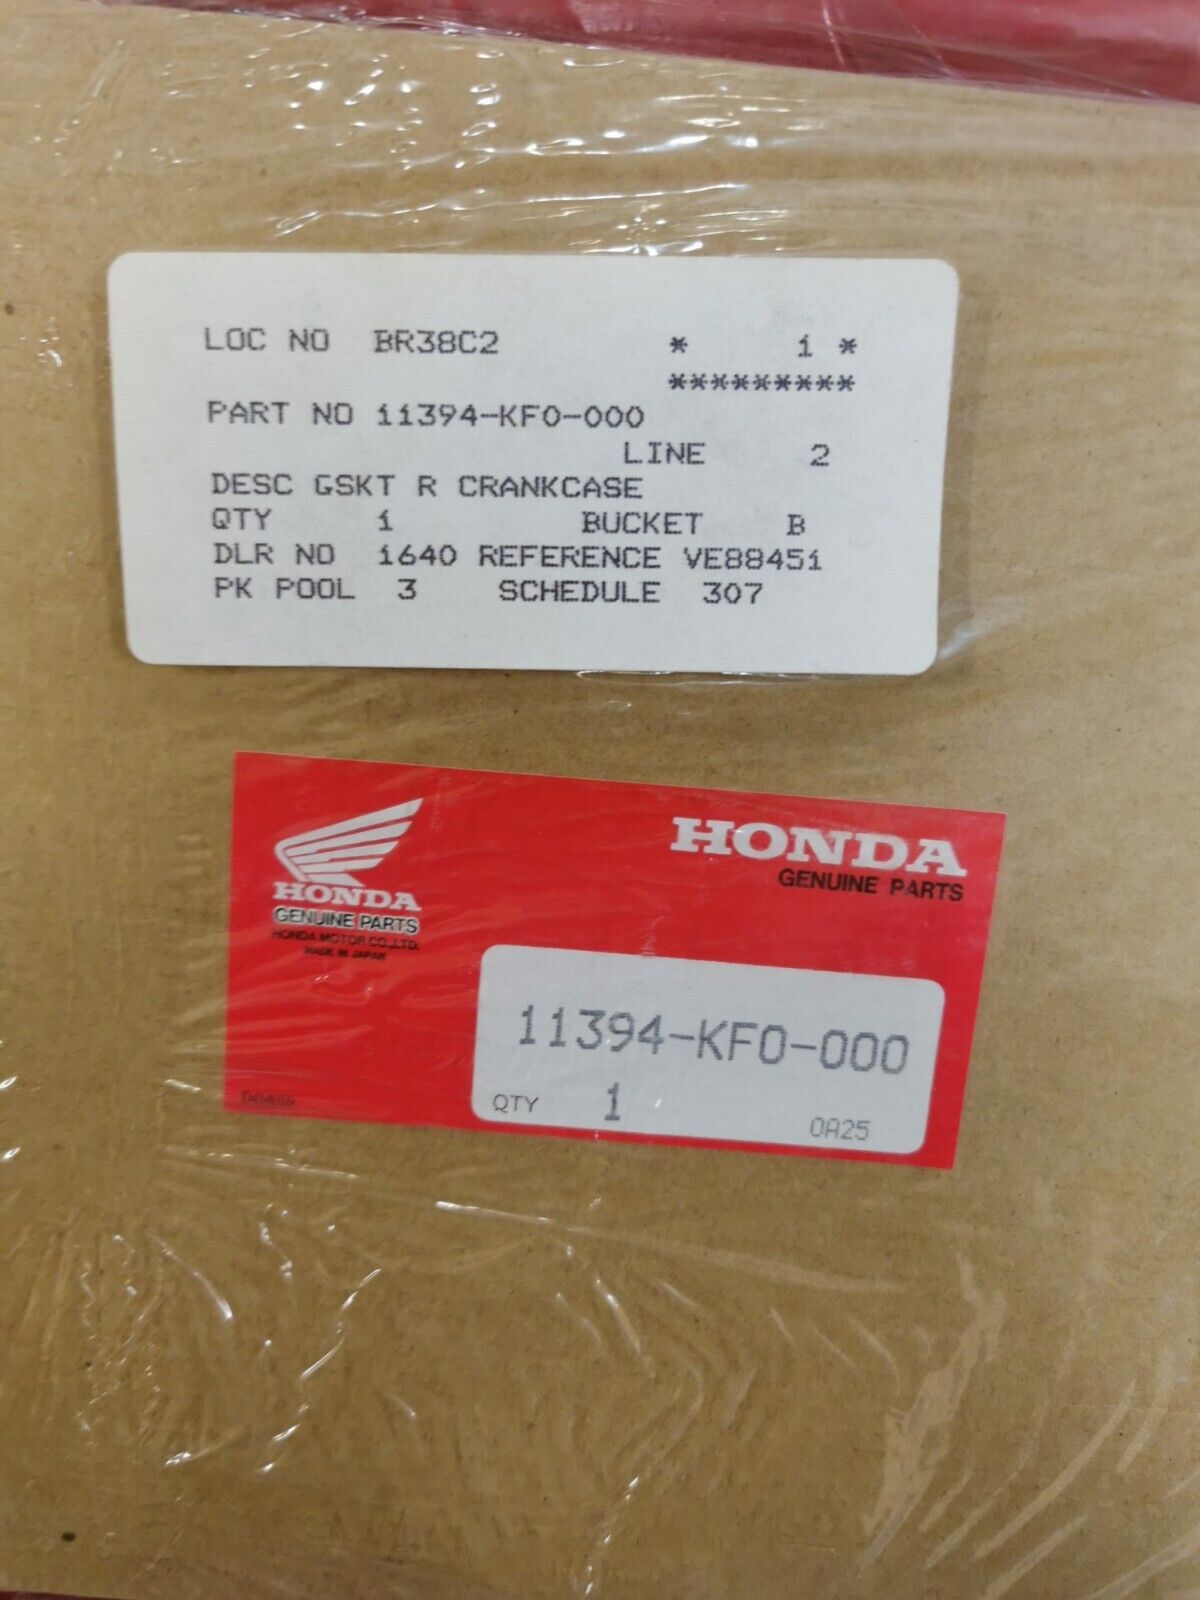 LOC NO BR38C2 * 1 *
*********
PART NO 11394-KF0-000
LINE 2
DESC GSKT R CRANKCASE
QTY 1 BUCKET B
DLR NO 1640 REFERENCE VE88451
PK POOL 3 SCHEDULE 307
HONDA
GENUINE PARTS
HONDA MOTOR CO.,LTD.
MADE IN JAPAN
HONDA
GENUINE PARTS
11394-KF0-000
QTY 1
0A25